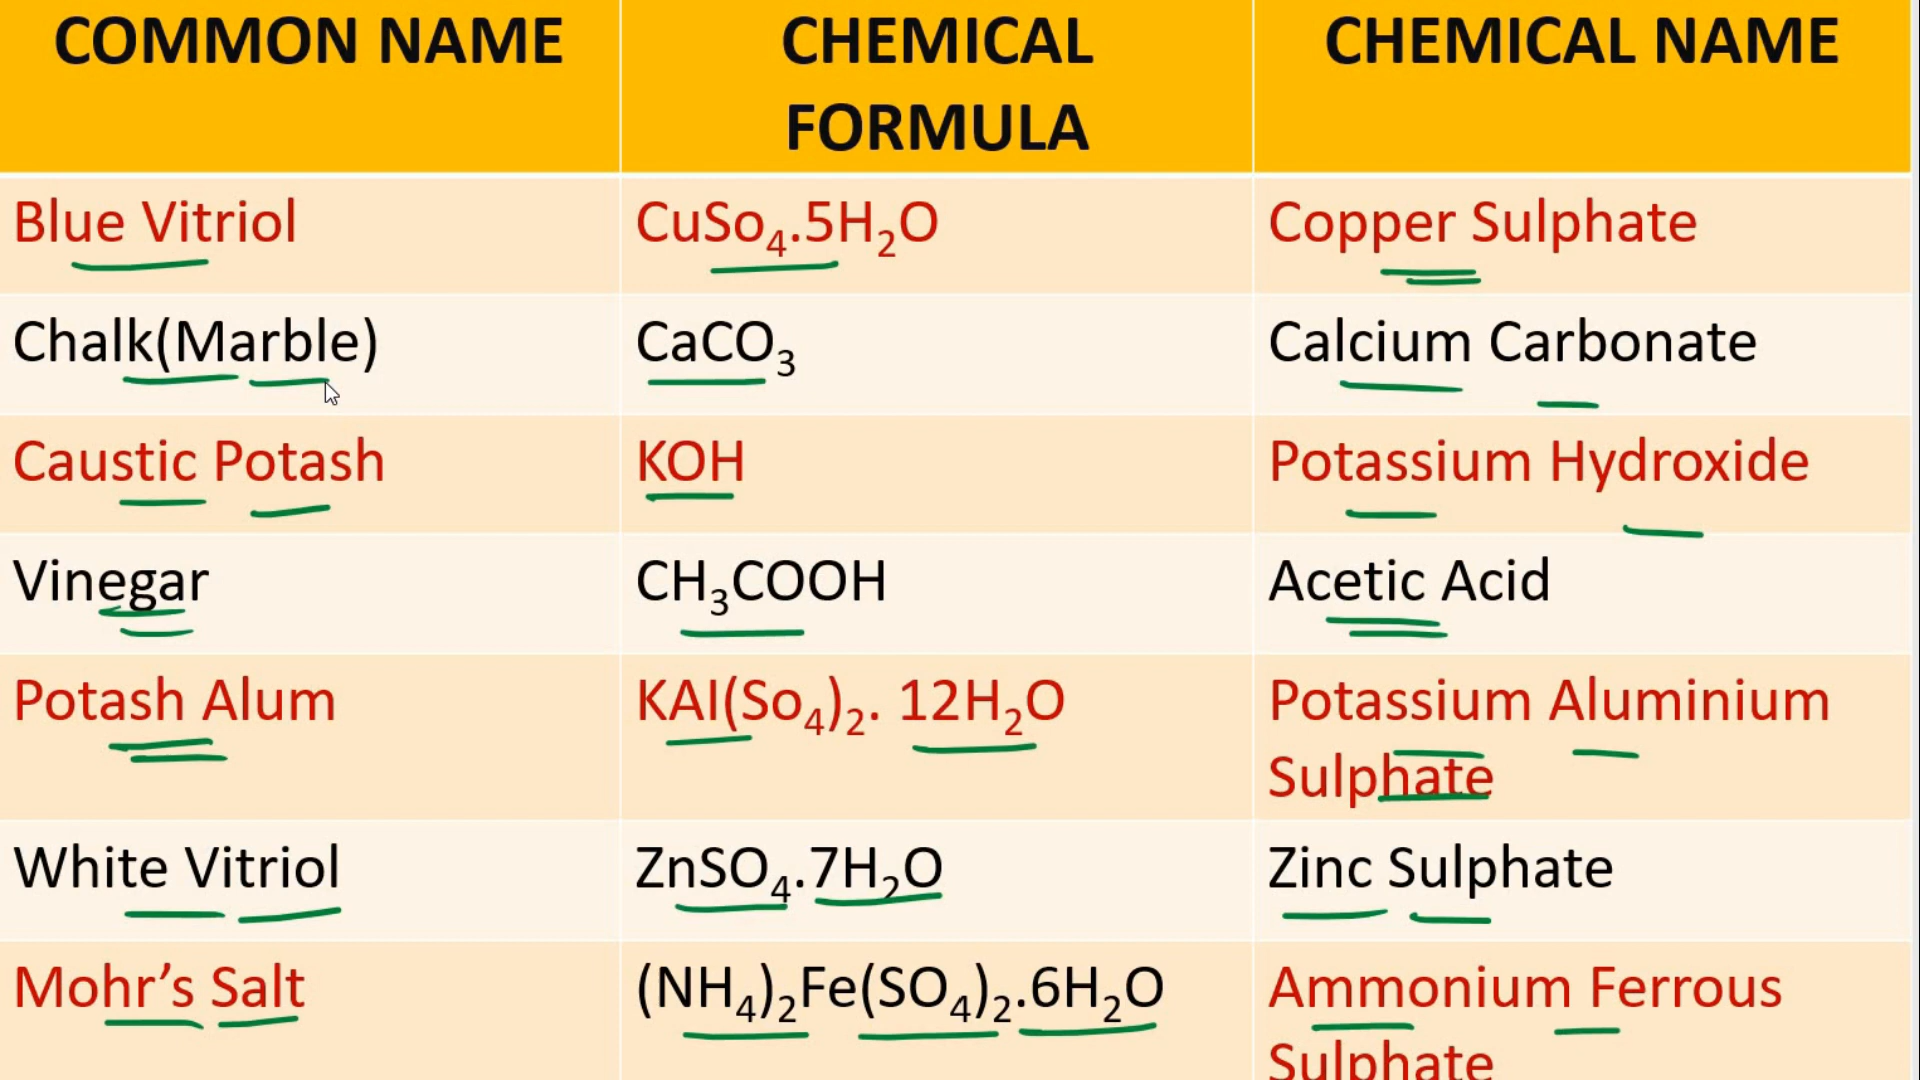 COMMON NAME
CHEMICAL
FORMULA
CHEMICAL NAME
Blue Vitriol
CuSo₄.5H₂O
Copper Sulphate
Chalk(Marble)
CaCO₃
Calcium Carbonate
Caustic Potash
KOH
Potassium Hydroxide
Vinegar
CH₃COOH
Acetic Acid
Potash Alum
KAI(So₄)₂. 12H₂O
Potassium Aluminium
Sulphate
White Vitriol
ZnSO₄.7H₂O
Zinc Sulphate
Mohr’s Salt
(NH₄)₂Fe(SO₄)₂.6H₂O
Ammonium Ferrous
Sulphate